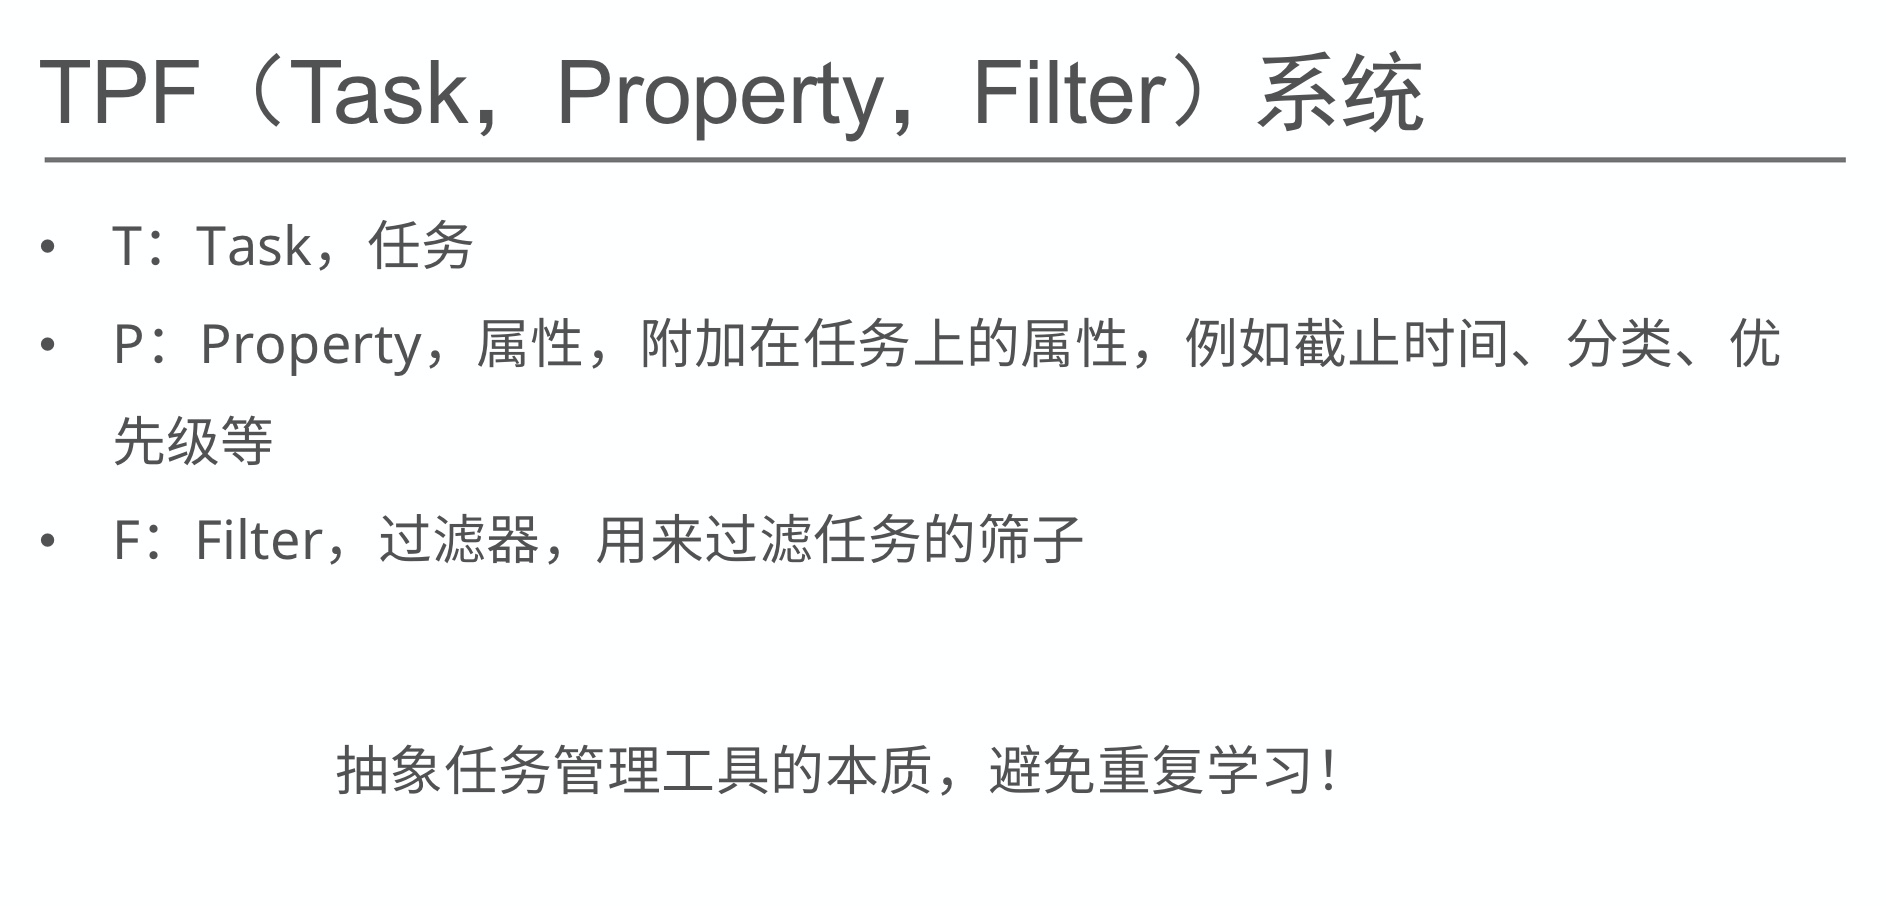 TPF（Task，Property，Filter）系统
• T：Task，任务
• P：Property，属性，附加在任务上的属性，例如截止时间、分类、优
先级等
• F：Filter，过滤器，用来过滤任务的筛子
抽象任务管理工具的本质，避免重复学习！